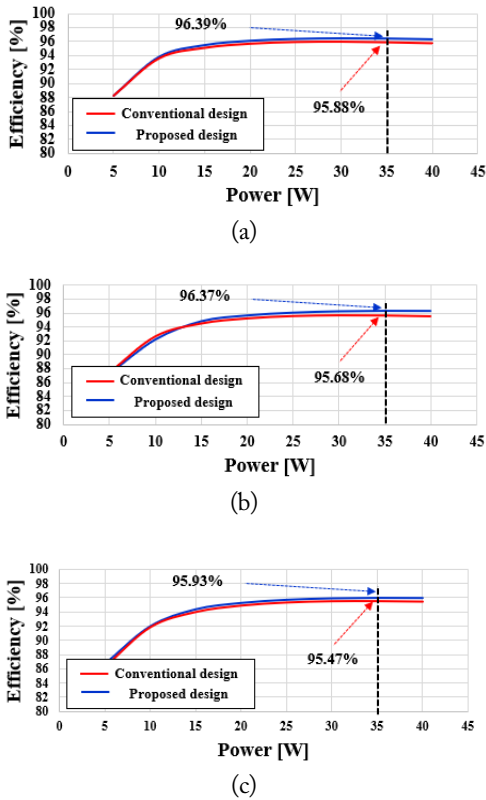 96.39%
100
98
96
94
92
90
88
86
84
82
80
Efficiency [%]
95.88%
Conventional design
Proposed design
0 5 10 15 20 25 30 35 40 45
Power [W]
(a)
96.37%
100
98
96
94
92
90
88
86
84
82
80
Efficiency [%]
95.68%
Conventional design
Proposed design
0 5 10 15 20 25 30 35 40 45
Power [W]
(b)
95.93%
100
98
96
94
92
90
88
86
84
82
80
Efficiency [%]
95.47%
Conventional design
Proposed design
0 5 10 15 20 25 30 35 40 45
Power [W]
(c)